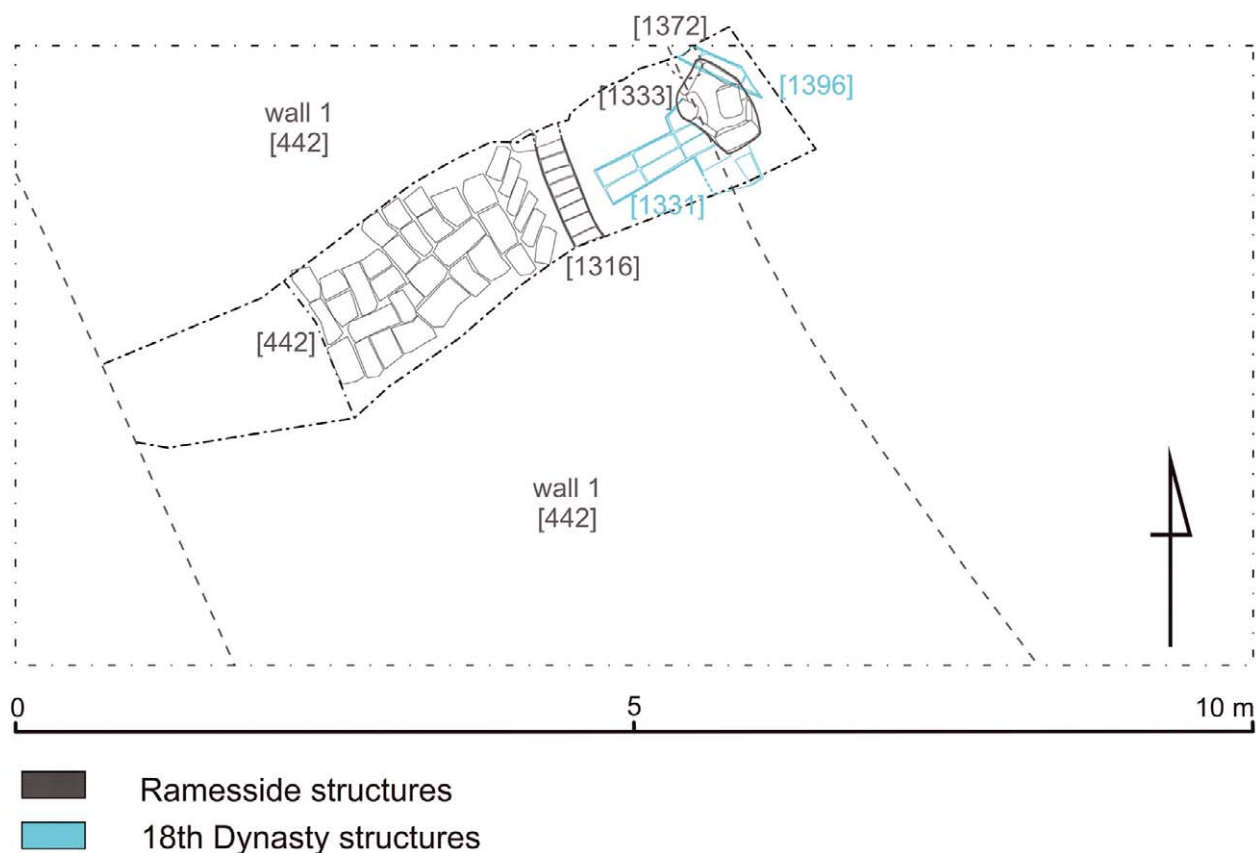 [1372]
wall 1
[442]
[1333]
[1396]
[1331]
[1316]
[442]
wall 1
[442]
0 5 10 m
Ramesside structures
18th Dynasty structures